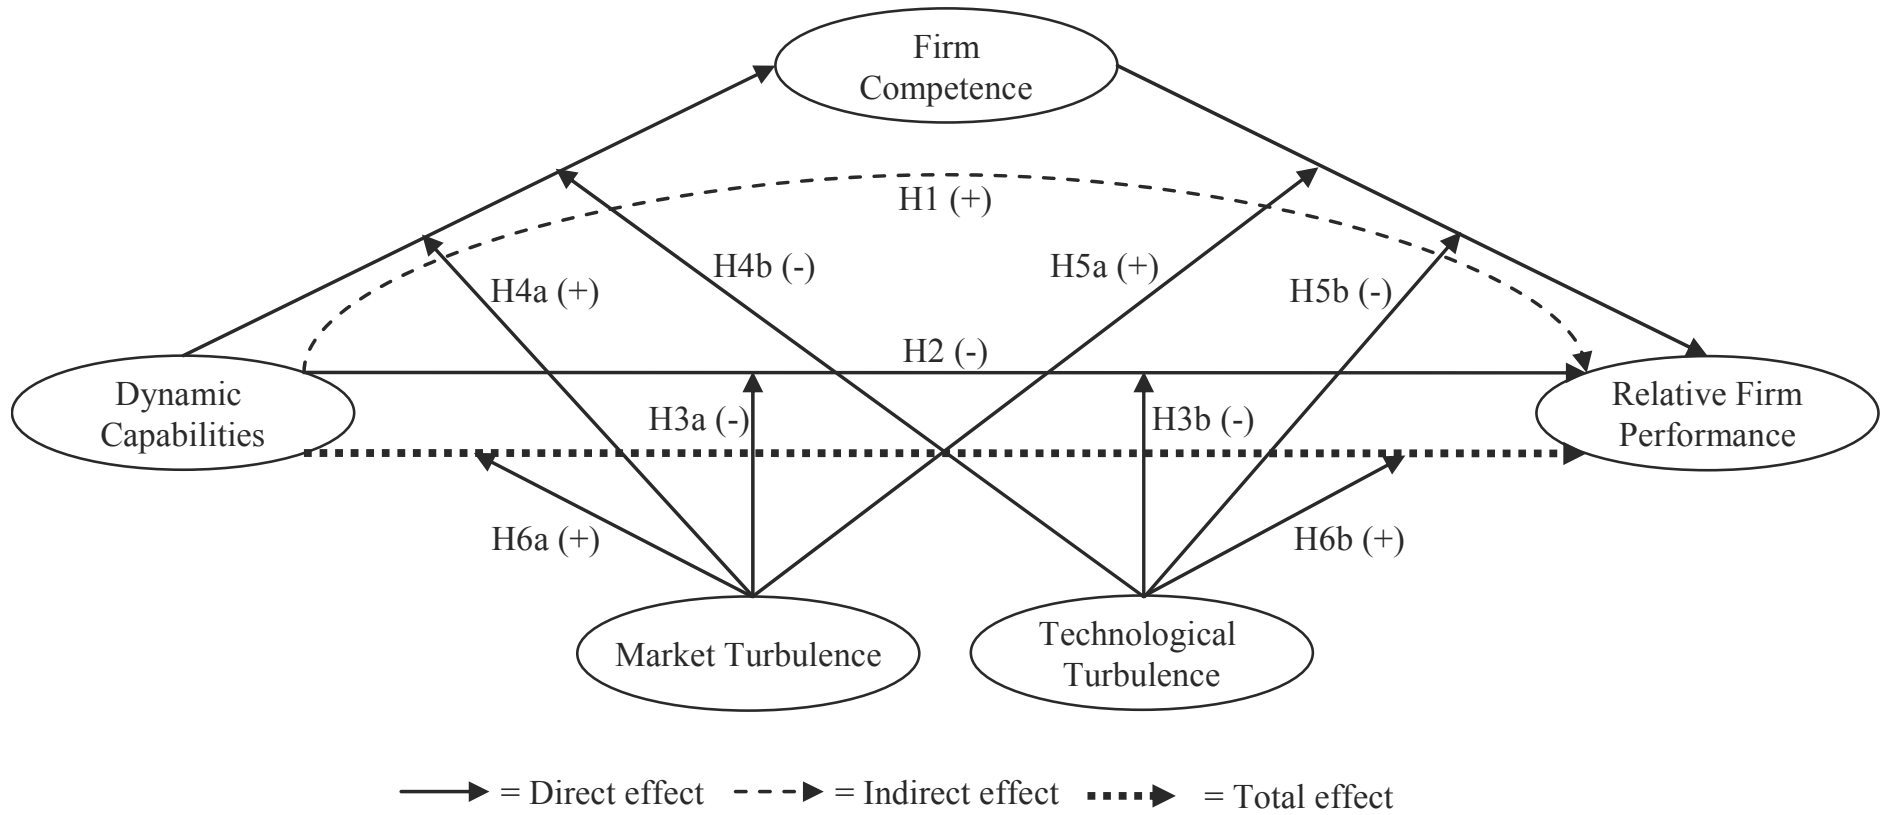 Firm
Competence
H1 (+)
H4b (-)
H5a (+)
H4a (+)
H5b (-)
H2 (-)
Dynamic
Capabilities
Relative Firm
Performance
H3a (-)
H3b (-)
H6a (+)
H6b (+)
Market Turbulence
Technological
Turbulence
= Direct effect
= Indirect effect
= Total effect